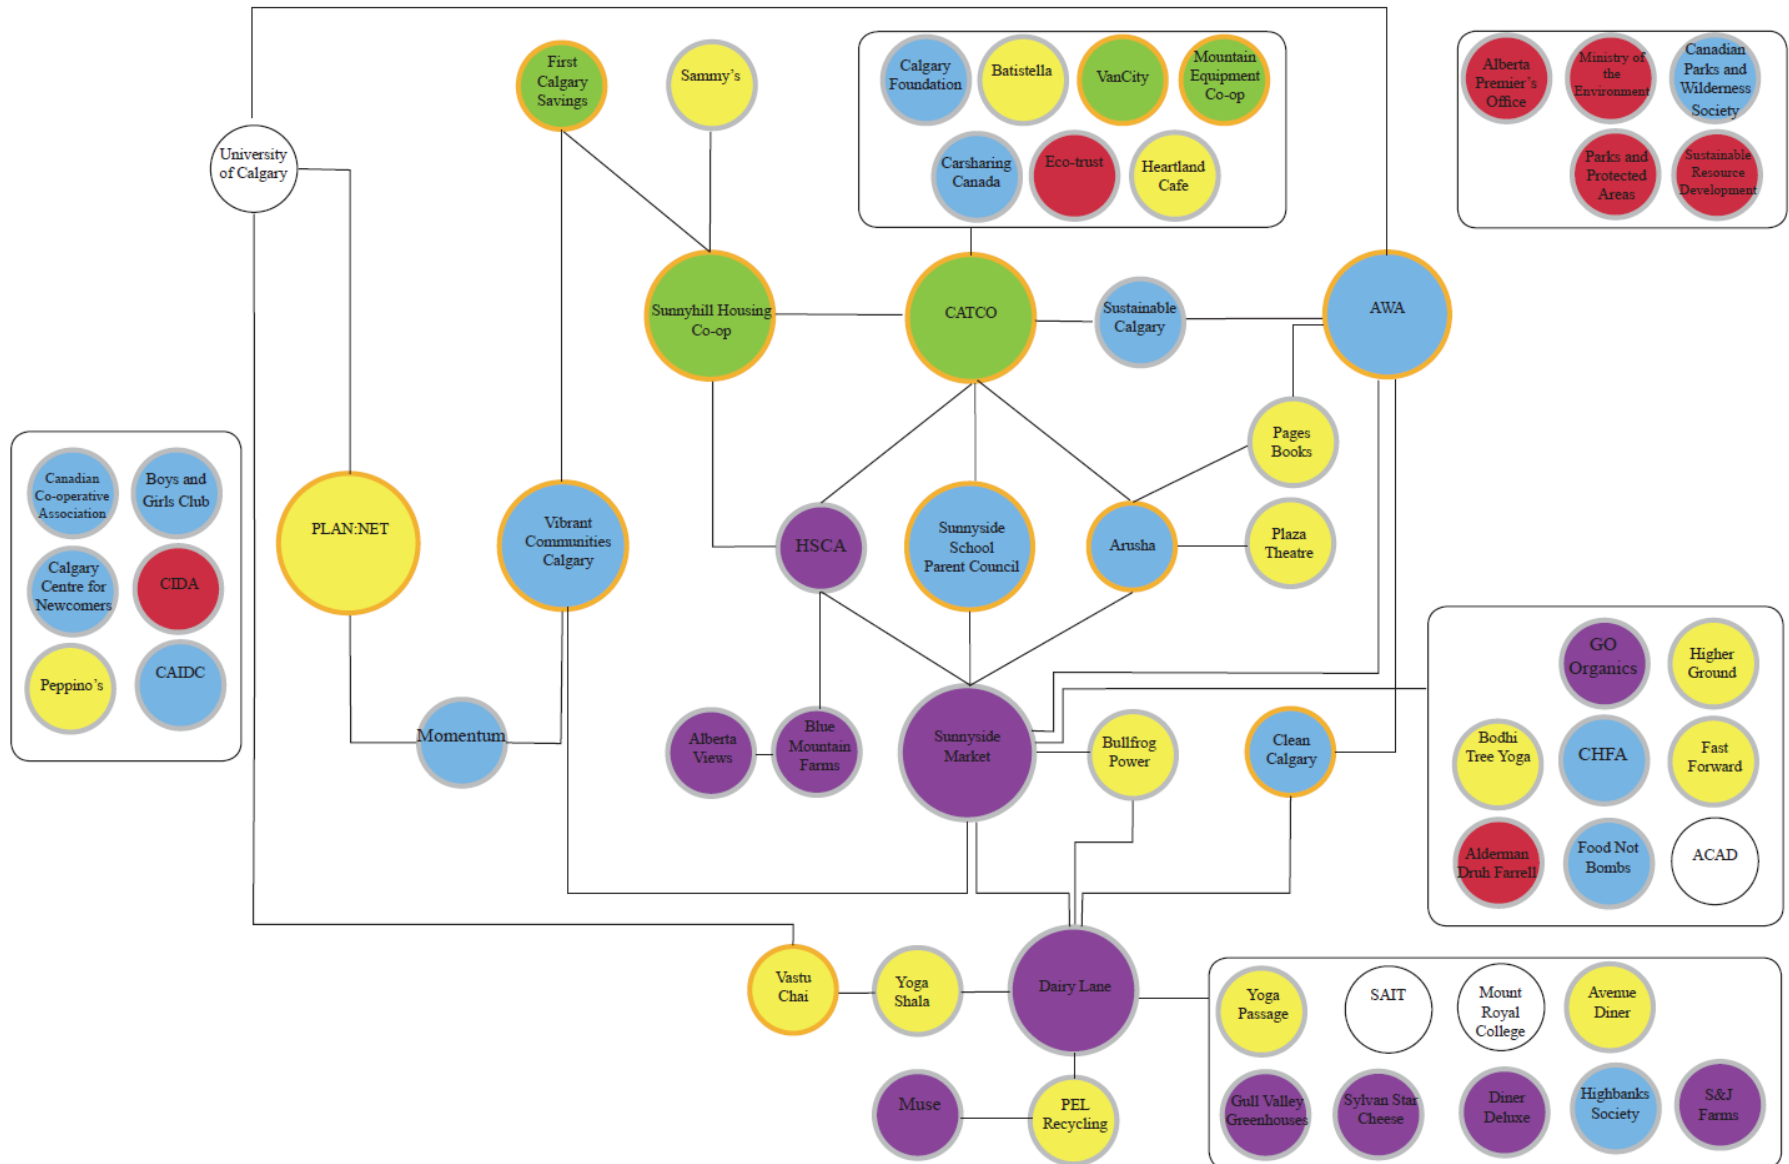 First
Calgary
Savings
Sammy's
Calgary
Foundation
Batistella
VanCity
Mountain
Equipment
Co-op
Carsharing
Canada
Eco-trust
Heartland
Cafe
Alberta
Premier's
Office
Ministry of
the
Environment
Canadian
Parks and
Wilderness
Society
Parks and
Protected
Areas
Sustainable
Resource
Development
University
of Calgary
Sunnyhill Housing
Co-op
CATCO
Sustainable
Calgary
AWA
Pages
Books
Canadian
Co-operative
Association
Boys and
Girls Club
Calgary
Centre for
Newcomers
CIDA
Peppino's
CAIDC
PLAN:NET
Vibrant
Communities
Calgary
HSCA
Sunnyside
School
Parent Council
Arusha
Plaza
Theatre
Momentum
Alberta
Views
Blue
Mountain
Farms
Sunnyside
Market
Bullfrog
Power
Clean
Calgary
GO
Organics
Higher
Ground
Bodhi
Tree Yoga
CHFA
Fast
Forward
Alderman
Druh Farrell
Food Not
Bombs
ACAD
Vastu
Chai
Yoga
Shala
Dairy Lane
Yoga
Passage
SAIT
Mount
Royal
College
Avenue
Diner
Muse
PEL
Recycling
Gull Valley
Greenhouses
Sylvan Star
Cheese
Diner
Deluxe
Highbanks
Society
S&J
Farms